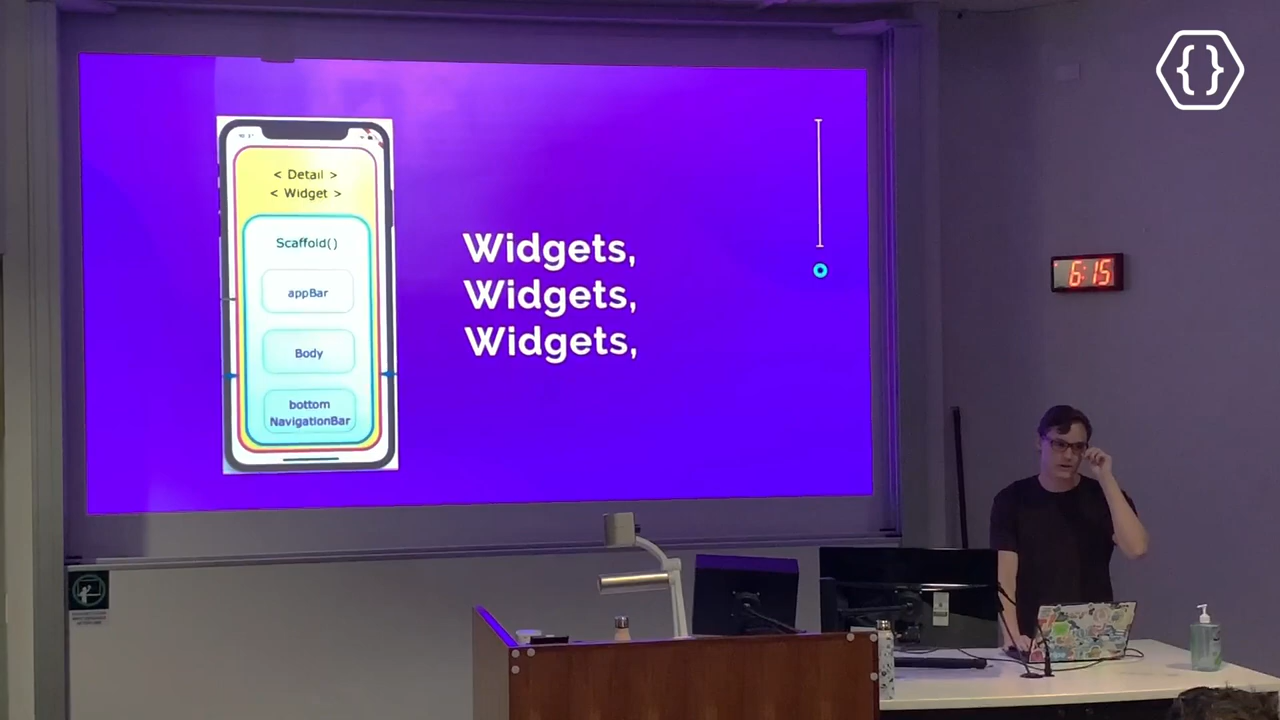 < Detail >
< Widget >
Scaffold()
appBar
Body
bottom
NavigationBar
Widgets,
Widgets,
Widgets,
{}
6:15